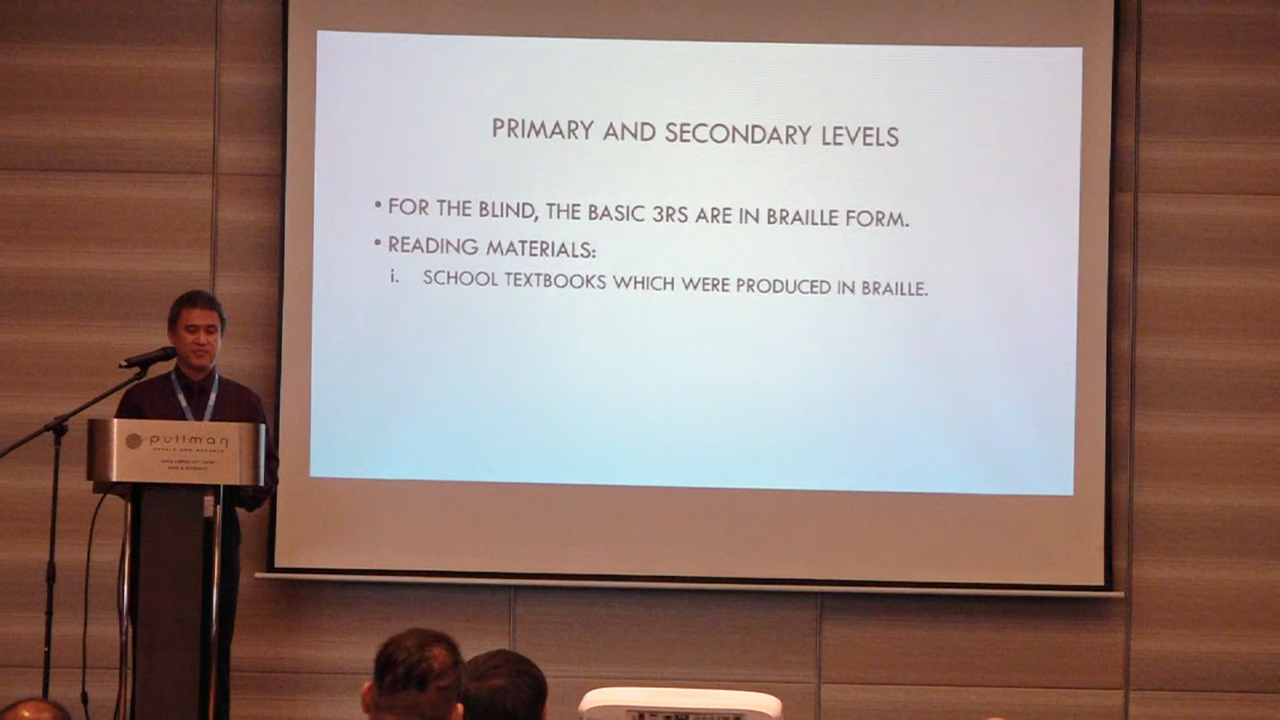 PRIMARY AND SECONDARY LEVELS
• FOR THE BLIND, THE BASIC 3RS ARE IN BRAILLE FORM.
• READING MATERIALS:
i. SCHOOL TEXTBOOKS WHICH WERE PRODUCED IN BRAILLE.
pullman